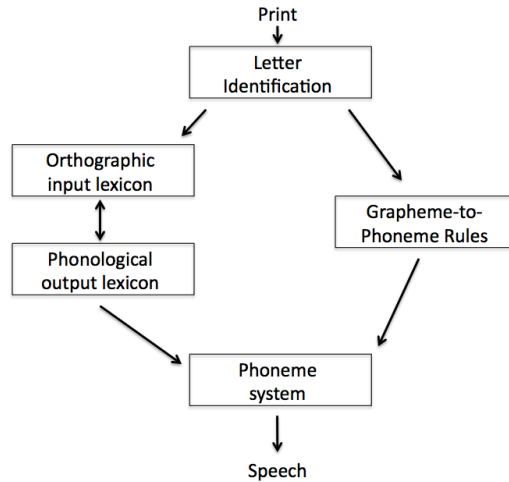 Print
Letter
Identification
Orthographic
input lexicon
Grapheme-to-
Phoneme Rules
Phonological
output lexicon
Phoneme
system
Speech